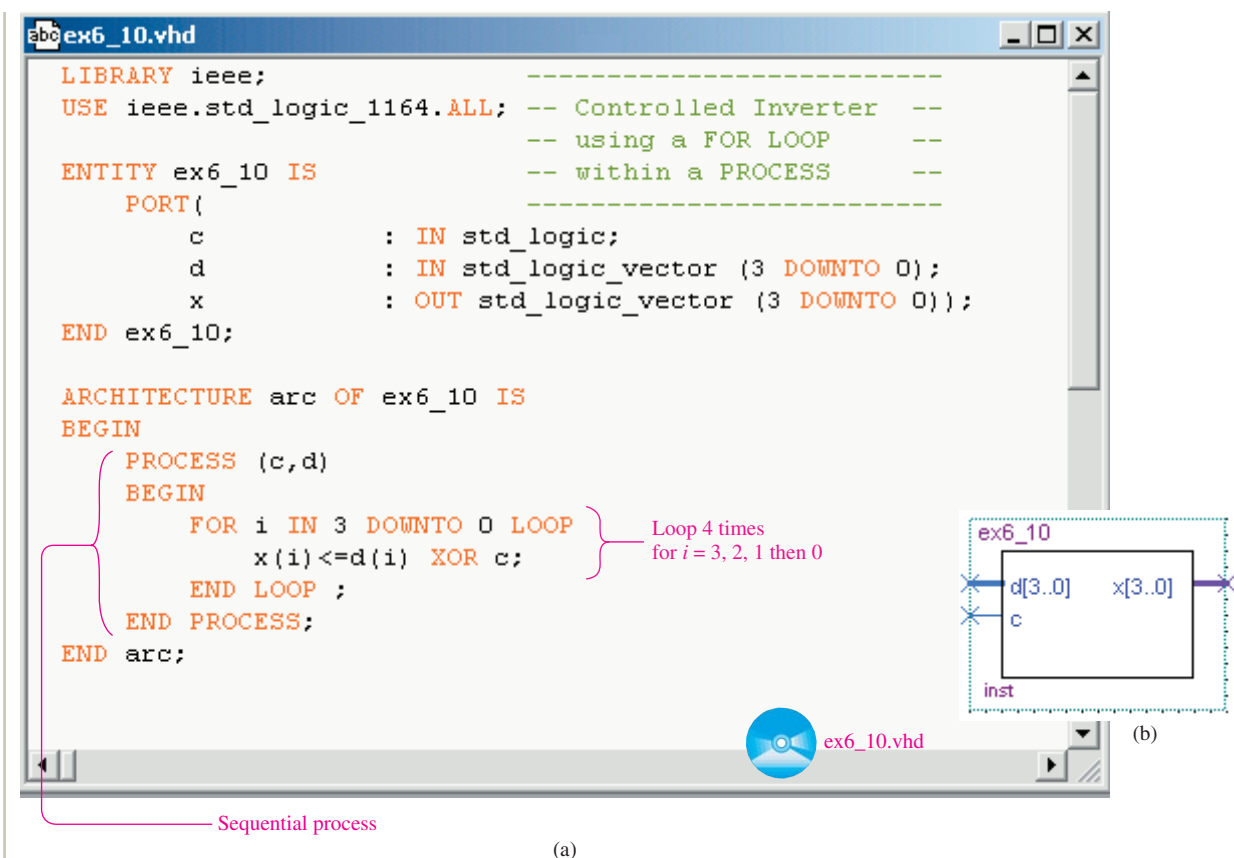 abc ex6_10.vhd
LIBRARY ieee; --------------------------
USE ieee.std_logic_1164.ALL; -- Controlled Inverter --
-- using a FOR LOOP --
ENTITY ex6_10 IS -- within a PROCESS --
PORT( --------------------------
c : IN std_logic;
d : IN std_logic_vector (3 DOWNTO 0);
x : OUT std_logic_vector (3 DOWNTO 0));
END ex6_10;
ARCHITECTURE arc OF ex6_10 IS
BEGIN
PROCESS (c,d)
BEGIN
FOR i IN 3 DOWNTO 0 LOOP
x(i)<=d(i) XOR c;
END LOOP ;
END PROCESS;
END arc;
Loop 4 times
for i = 3, 2, 1 then 0
ex6_10
d[3..0] x[3..0]
c
inst
(b)
ex6_10.vhd
Sequential process
(a)